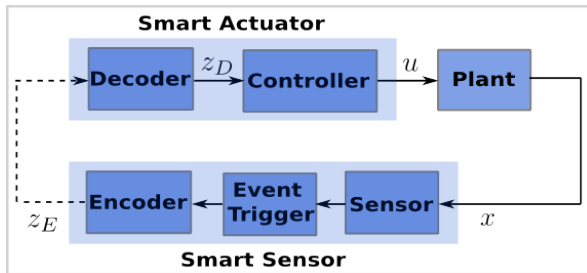 Smart Actuator
Decoder
z_D
Controller
u
Plant
Encoder
Event
Trigger
Sensor
z_E
x
Smart Sensor